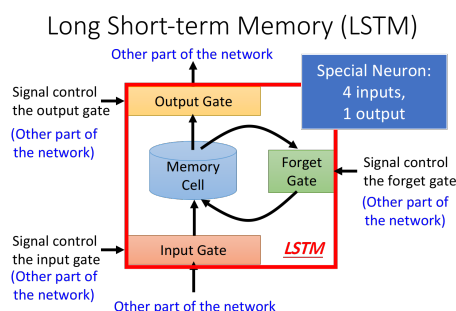 Long Short-term Memory (LSTM)
Other part of the network
Special Neuron:
4 inputs,
1 output
Signal control
the output gate
(Other part of
the network)
Output Gate
Memory
Cell
Forget
Gate
Signal control
the forget gate
(Other part of
the network)
Signal control
the input gate
(Other part of
the network)
Input Gate
LSTM
Other part of the network